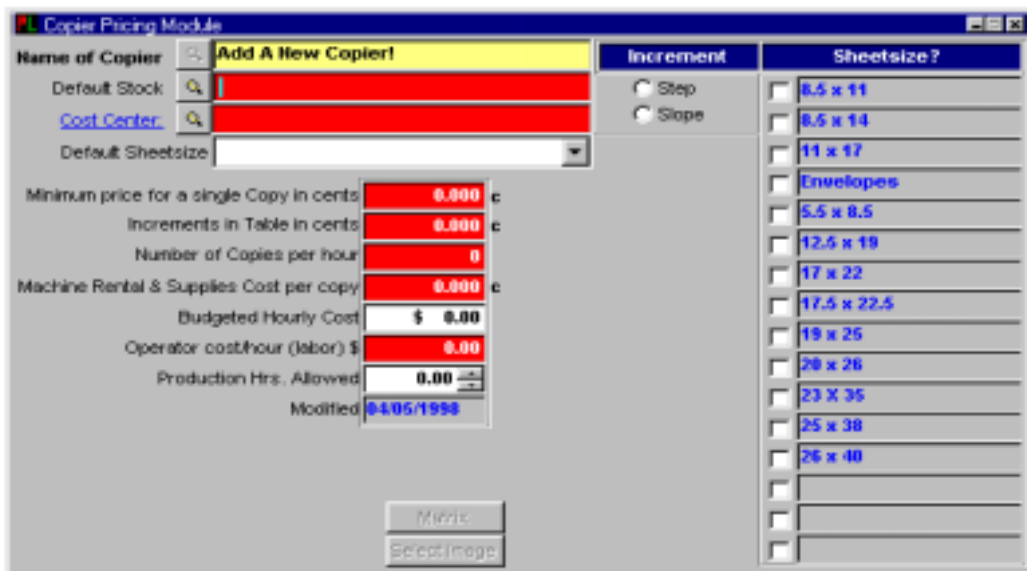 PL Copier Pricing Module
Name of Copier Add A New Copier!
Default Stock
Cost Center:
Default Sheetsize
Minimum price for a single Copy in cents 0.000 c
Increments in Table in cents 0.000 c
Number of Copies per hour 0
Machine Rental & Supplies Cost per copy 0.000 c
Budgeted Hourly Cost $ 0.00
Operator cost/hour (labor) $ 0.00
Production Hrs. Allowed 0.00
Modified 04/05/1998
Matrix
Select Image
Increment
Step
Slope
Sheetsize?
8.5 x 11
8.5 x 14
11 x 17
Envelopes
5.5 x 8.5
12.5 x 19
17 x 22
17.5 x 22.5
19 x 25
20 x 26
23 X 35
25 x 38
26 x 40